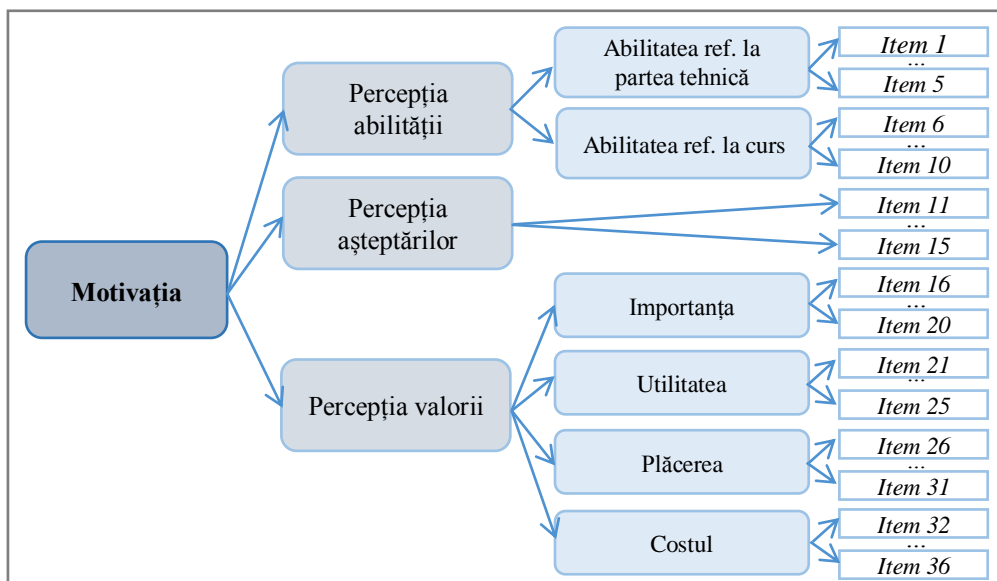 Motivația
Percepția
abilității
Percepția
așteptărilor
Percepția valorii
Abilitatea ref. la
partea tehnică
Abilitatea ref. la curs
Importanța
Utilitatea
Plăcerea
Costul
Item 1
...
Item 5
Item 6
...
Item 10
Item 11
...
Item 15
Item 16
...
Item 20
Item 21
...
Item 25
Item 26
...
Item 31
Item 32
...
Item 36